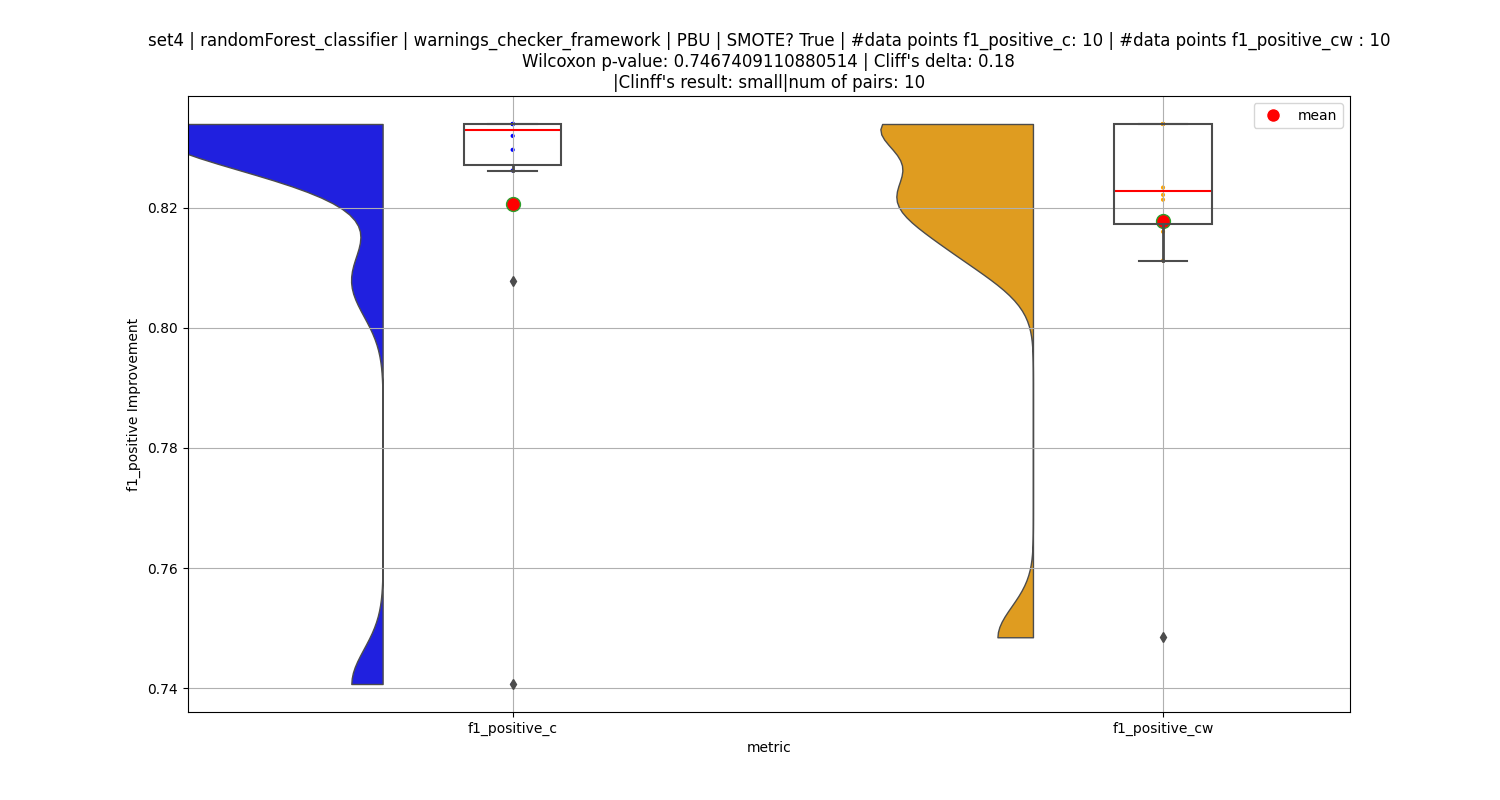 set4 | randomForest_classifier | warnings_checker_framework | PBU | SMOTE? True | #data points f1_positive_c: 10 | #data points f1_positive_cw : 10
Wilcoxon p-value: 0.7467409110880514 | Cliff's delta: 0.18
|Clinff's result: small|num of pairs: 10
mean
0.82
0.80
0.78
0.76
0.74
f1_positive Improvement
f1_positive_c
f1_positive_cw
metric